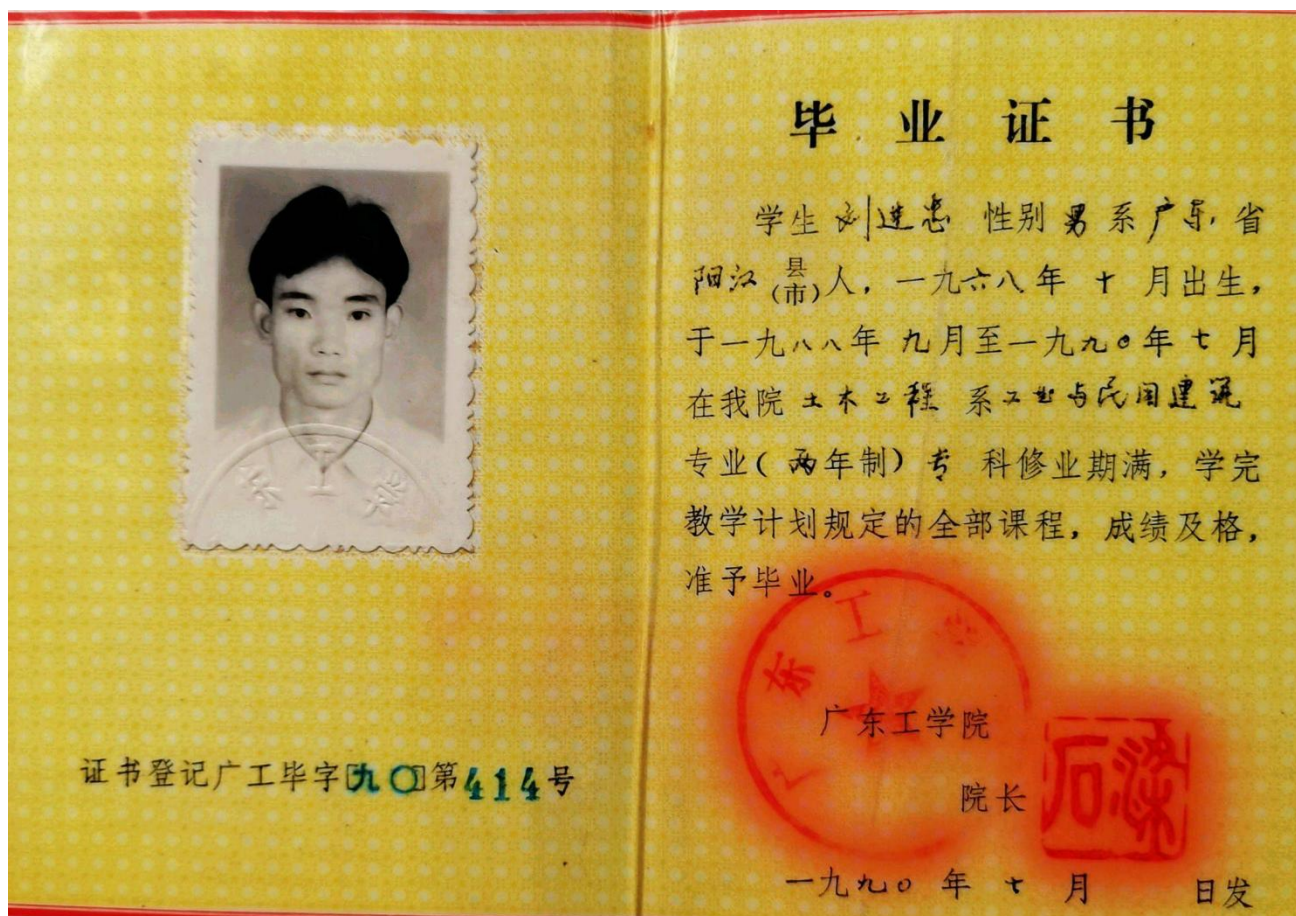 证书登记广工毕字〔九〇〕第414号
毕业证书
学生 刘进忠 性别 男 系 广东 省
阳江 县(市)人，一九六八年 十 月出生，
于一九八八年 九月至一九九〇年 七 月
在我院 土木工程 系 工业与民用建筑
专业(两年制) 专 科修业期满，学完
教学计划规定的全部课程，成绩及格，
准予毕业。
广东工学
广东工学院
院长
一九九〇 年 七 月 日发